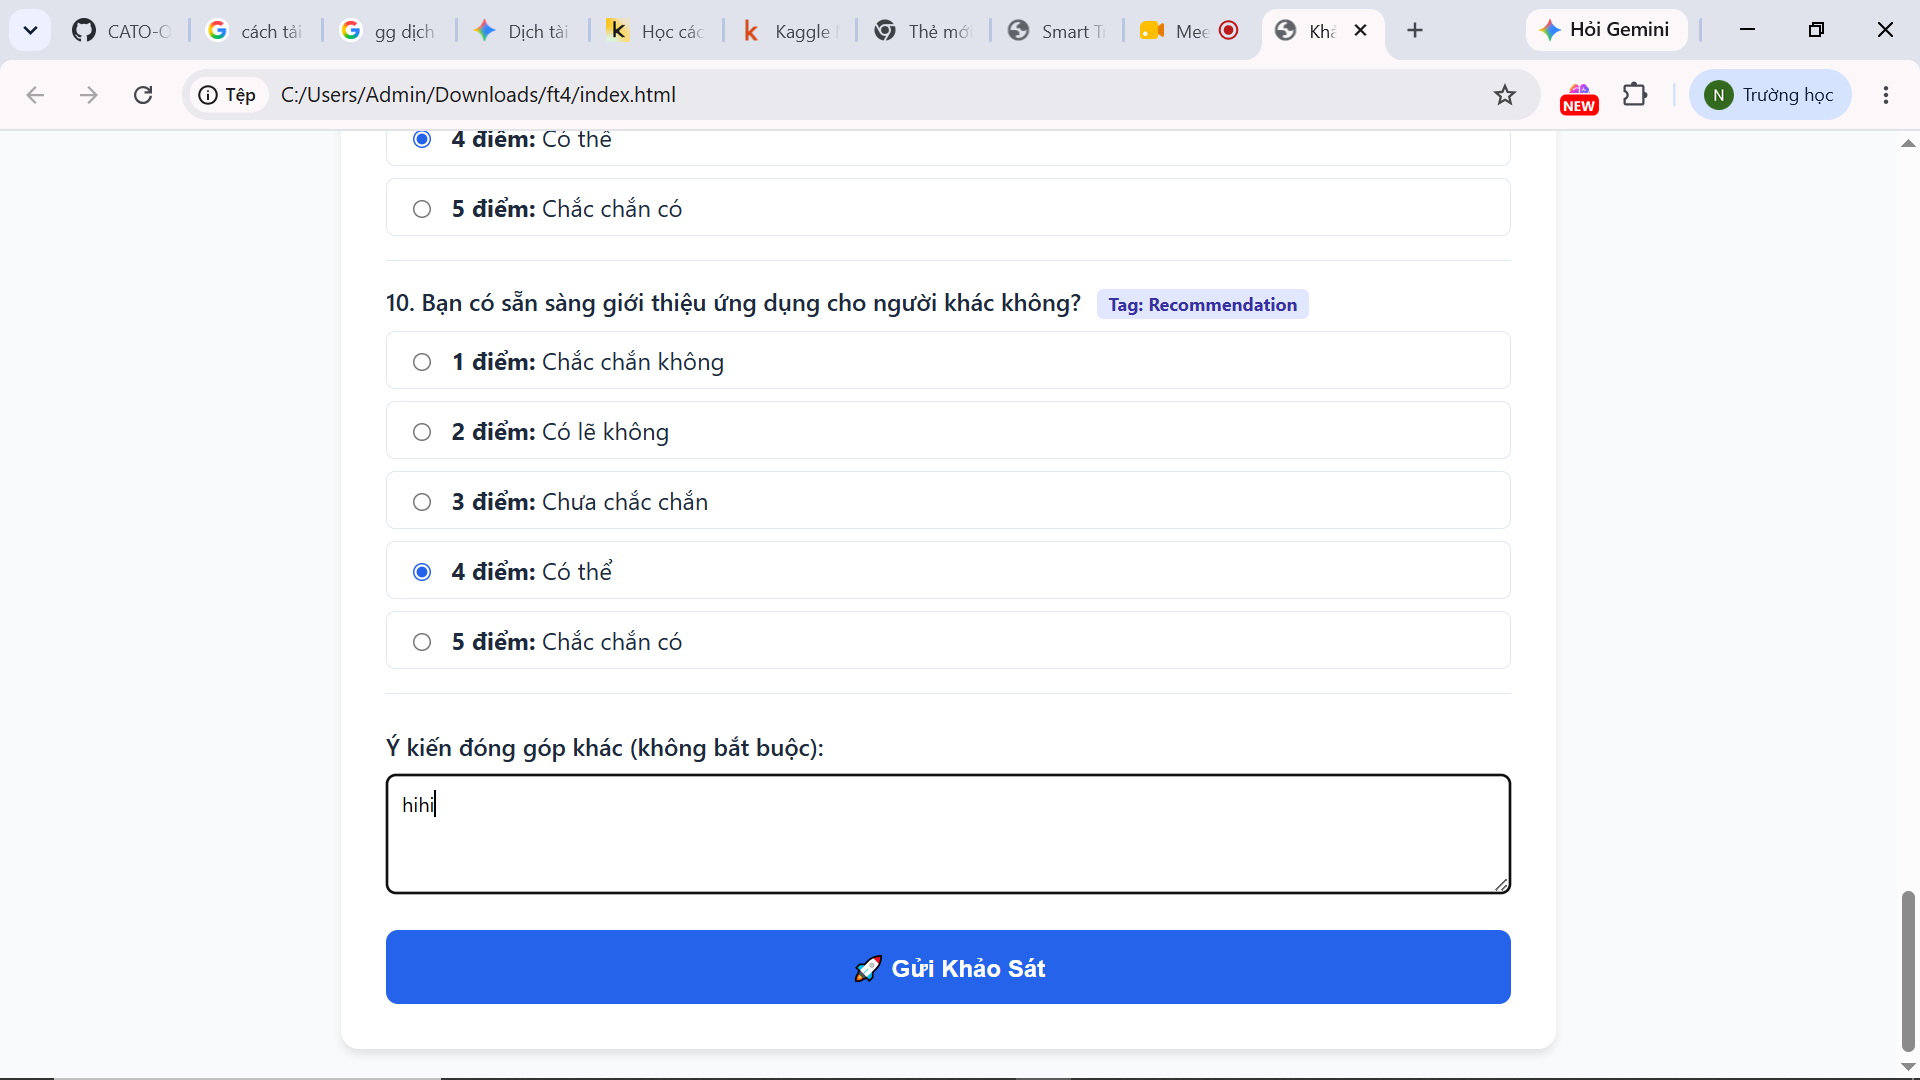 CATO-O
cách tải
gg dịch
Dịch tài
Học các
Kaggle
Thẻ mới
Smart T
Mee
Khả
Hỏi Gemini
Tệp
C:/Users/Admin/Downloads/ft4/index.html
NEW
N
Trường học
4 điểm: Có thể
5 điểm: Chắc chắn có
10. Bạn có sẵn sàng giới thiệu ứng dụng cho người khác không?
Tag: Recommendation
1 điểm: Chắc chắn không
2 điểm: Có lẽ không
3 điểm: Chưa chắc chắn
4 điểm: Có thể
5 điểm: Chắc chắn có
Ý kiến đóng góp khác (không bắt buộc):
hihi
🚀 Gửi Khảo Sát